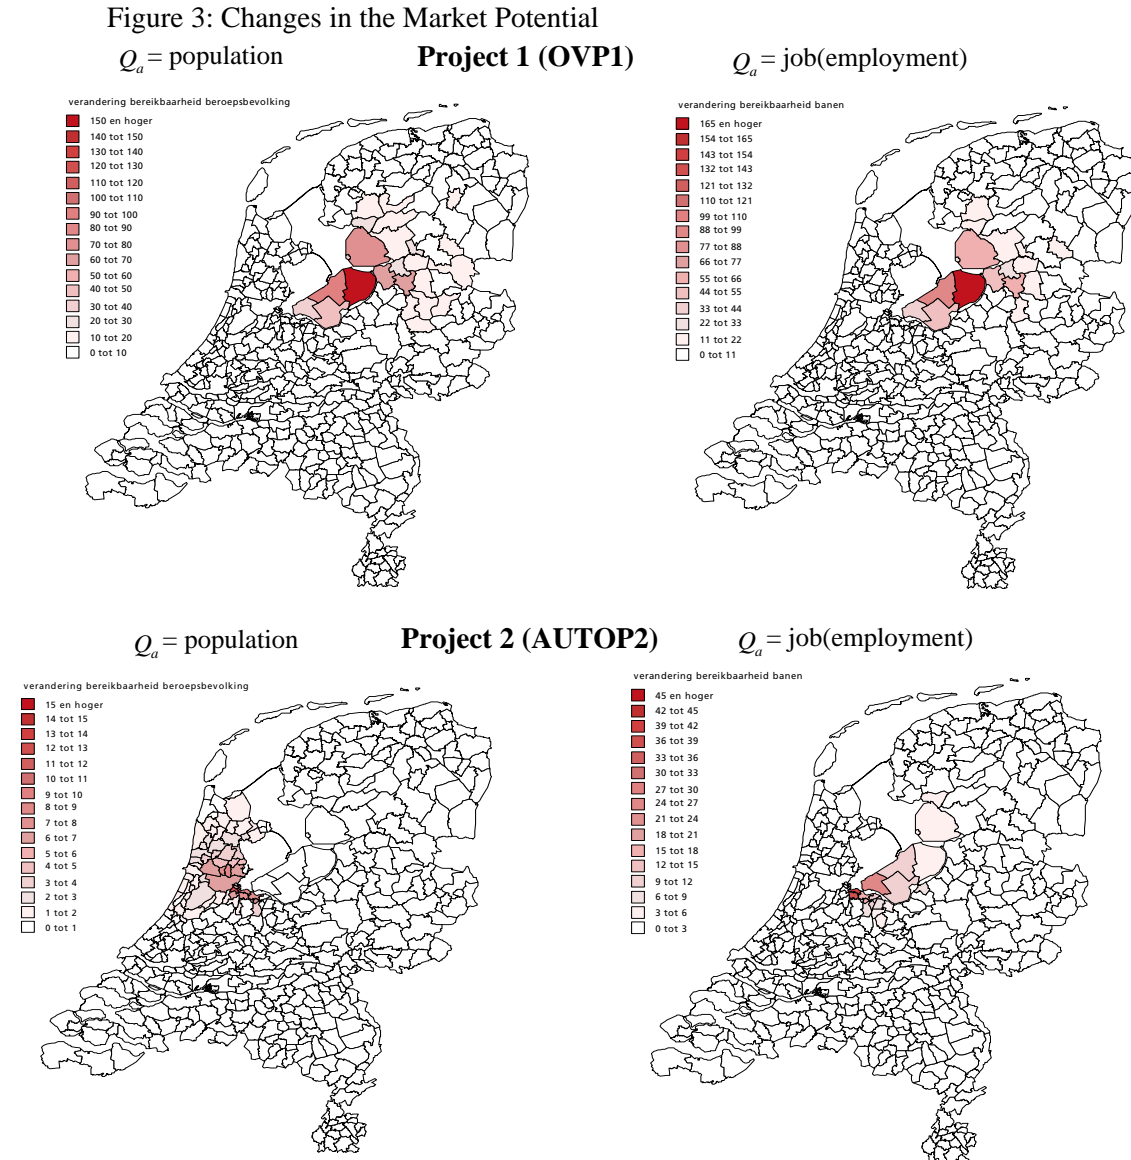 Figure 3: Changes in the Market Potential
Qa = population
Project 1 (OVP1)
Qa = job(employment)
verandering bereikbaarheid beroepsbevolking
150 en hoger
140 tot 150
130 tot 140
120 tot 130
110 tot 120
100 tot 110
90 tot 100
80 tot 90
70 tot 80
60 tot 70
50 tot 60
40 tot 50
30 tot 40
20 tot 30
10 tot 20
0 tot 10
verandering bereikbaarheid banen
165 en hoger
154 tot 165
143 tot 154
132 tot 143
121 tot 132
110 tot 121
99 tot 110
88 tot 99
77 tot 88
66 tot 77
55 tot 66
44 tot 55
33 tot 44
22 tot 33
11 tot 22
0 tot 11
Qa = population
Project 2 (AUTOP2)
Qa = job(employment)
verandering bereikbaarheid beroepsbevolking
15 en hoger
14 tot 15
13 tot 14
12 tot 13
11 tot 12
10 tot 11
9 tot 10
8 tot 9
7 tot 8
6 tot 7
5 tot 6
4 tot 5
3 tot 4
2 tot 3
1 tot 2
0 tot 1
verandering bereikbaarheid banen
45 en hoger
42 tot 45
39 tot 42
36 tot 39
33 tot 36
30 tot 33
27 tot 30
24 tot 27
21 tot 24
18 tot 21
15 tot 18
12 tot 15
9 tot 12
6 tot 9
3 tot 6
0 tot 3